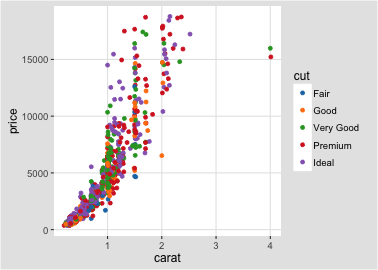 price
15000
10000
5000
0
1
2
3
4
carat
cut
Fair
Good
Very Good
Premium
Ideal